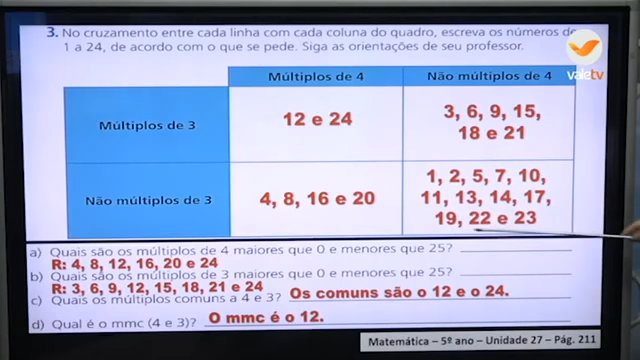 3. No cruzamento entre cada linha com cada coluna do quadro, escreva os números de
1 a 24, de acordo com o que se pede. Siga as orientações de seu professor.
valetv
Múltiplos de 4
Não múltiplos de 4
Múltiplos de 3
12 e 24
3, 6, 9, 15,
18 e 21
Não múltiplos de 3
4, 8, 16 e 20
1, 2, 5, 7, 10,
11, 13, 14, 17,
19, 22 e 23
a) Quais são os múltiplos de 4 maiores que 0 e menores que 25?
R: 4, 8, 12, 16, 20 e 24
b) Quais são os múltiplos de 3 maiores que 0 e menores que 25?
R: 3, 6, 9, 12, 15, 18, 21 e 24
c) Quais os múltiplos comuns a 4 e 3? Os comuns são o 12 e o 24.
d) Qual é o mmc (4 e 3)? O mmc é o 12.
Matemática – 5º ano – Unidade 27 – Pág. 211